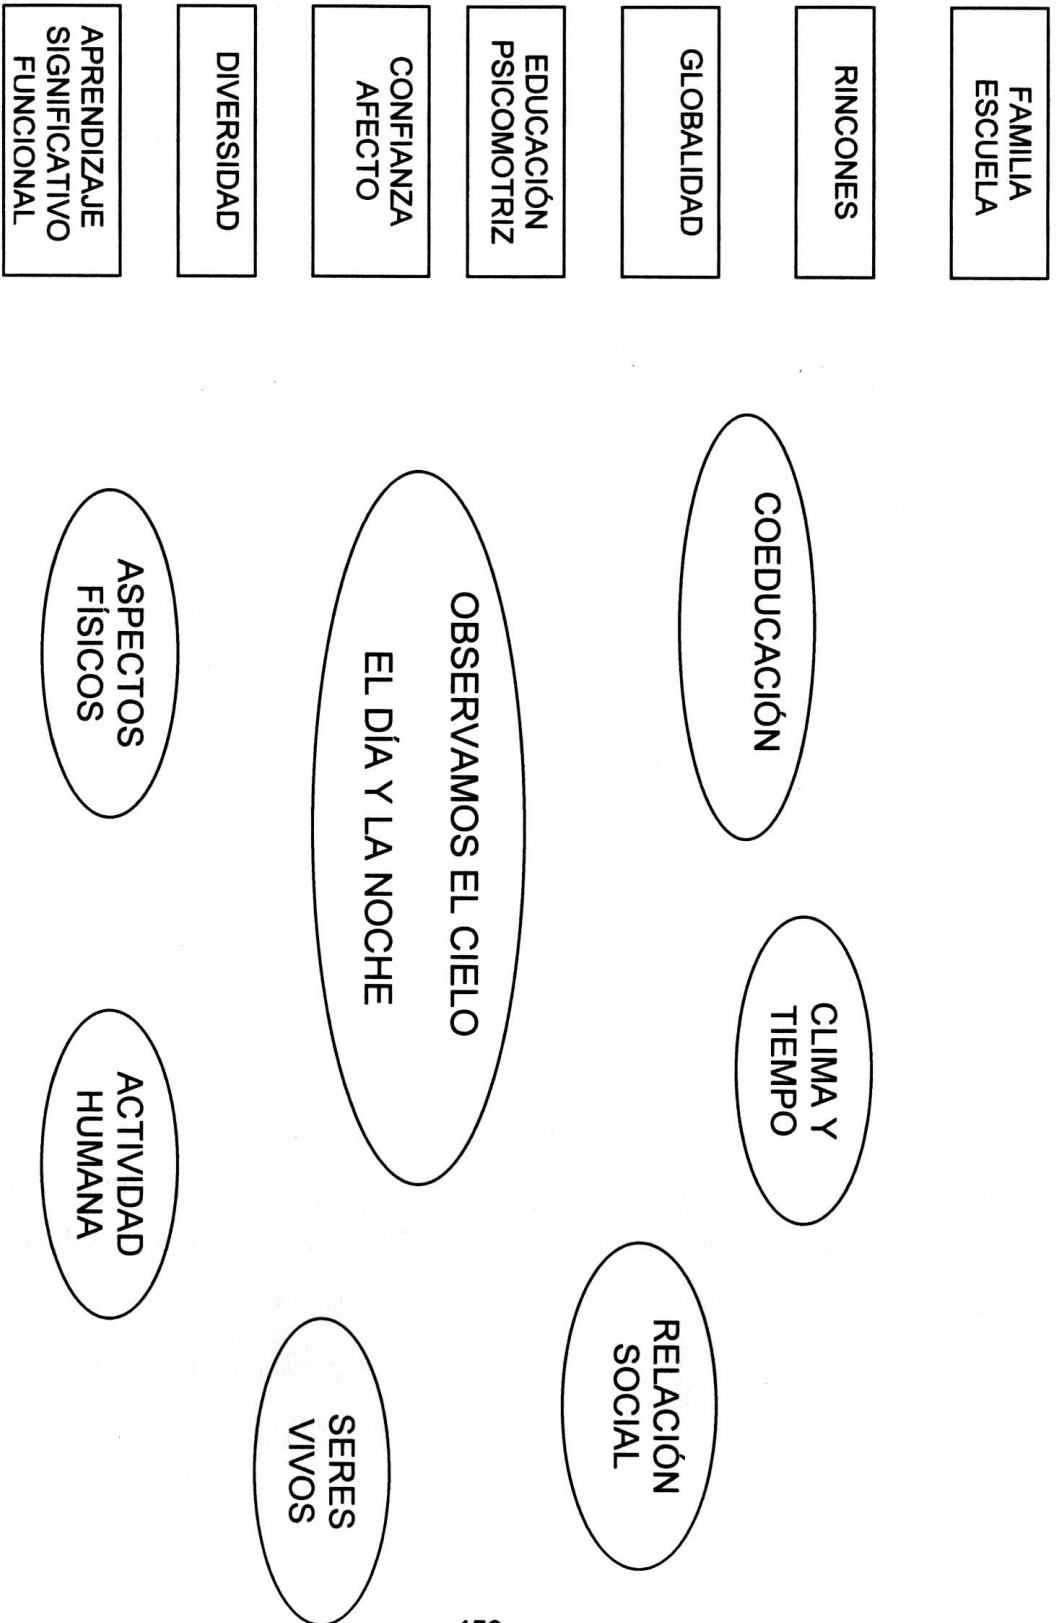 FAMILIA
ESCUELA
RINCONES
GLOBALIDAD
EDUCACIÓN
PSICOMOTRIZ
CONFIANZA
AFECTO
DIVERSIDAD
APRENDIZAJE
SIGNIFICATIVO
FUNCIONAL
COEDUCACIÓN
CLIMA Y
TIEMPO
RELACIÓN
SOCIAL
OBSERVAMOS EL CIELO
EL DÍA Y LA NOCHE
SERES
VIVOS
ASPECTOS
FÍSICOS
ACTIVIDAD
HUMANA